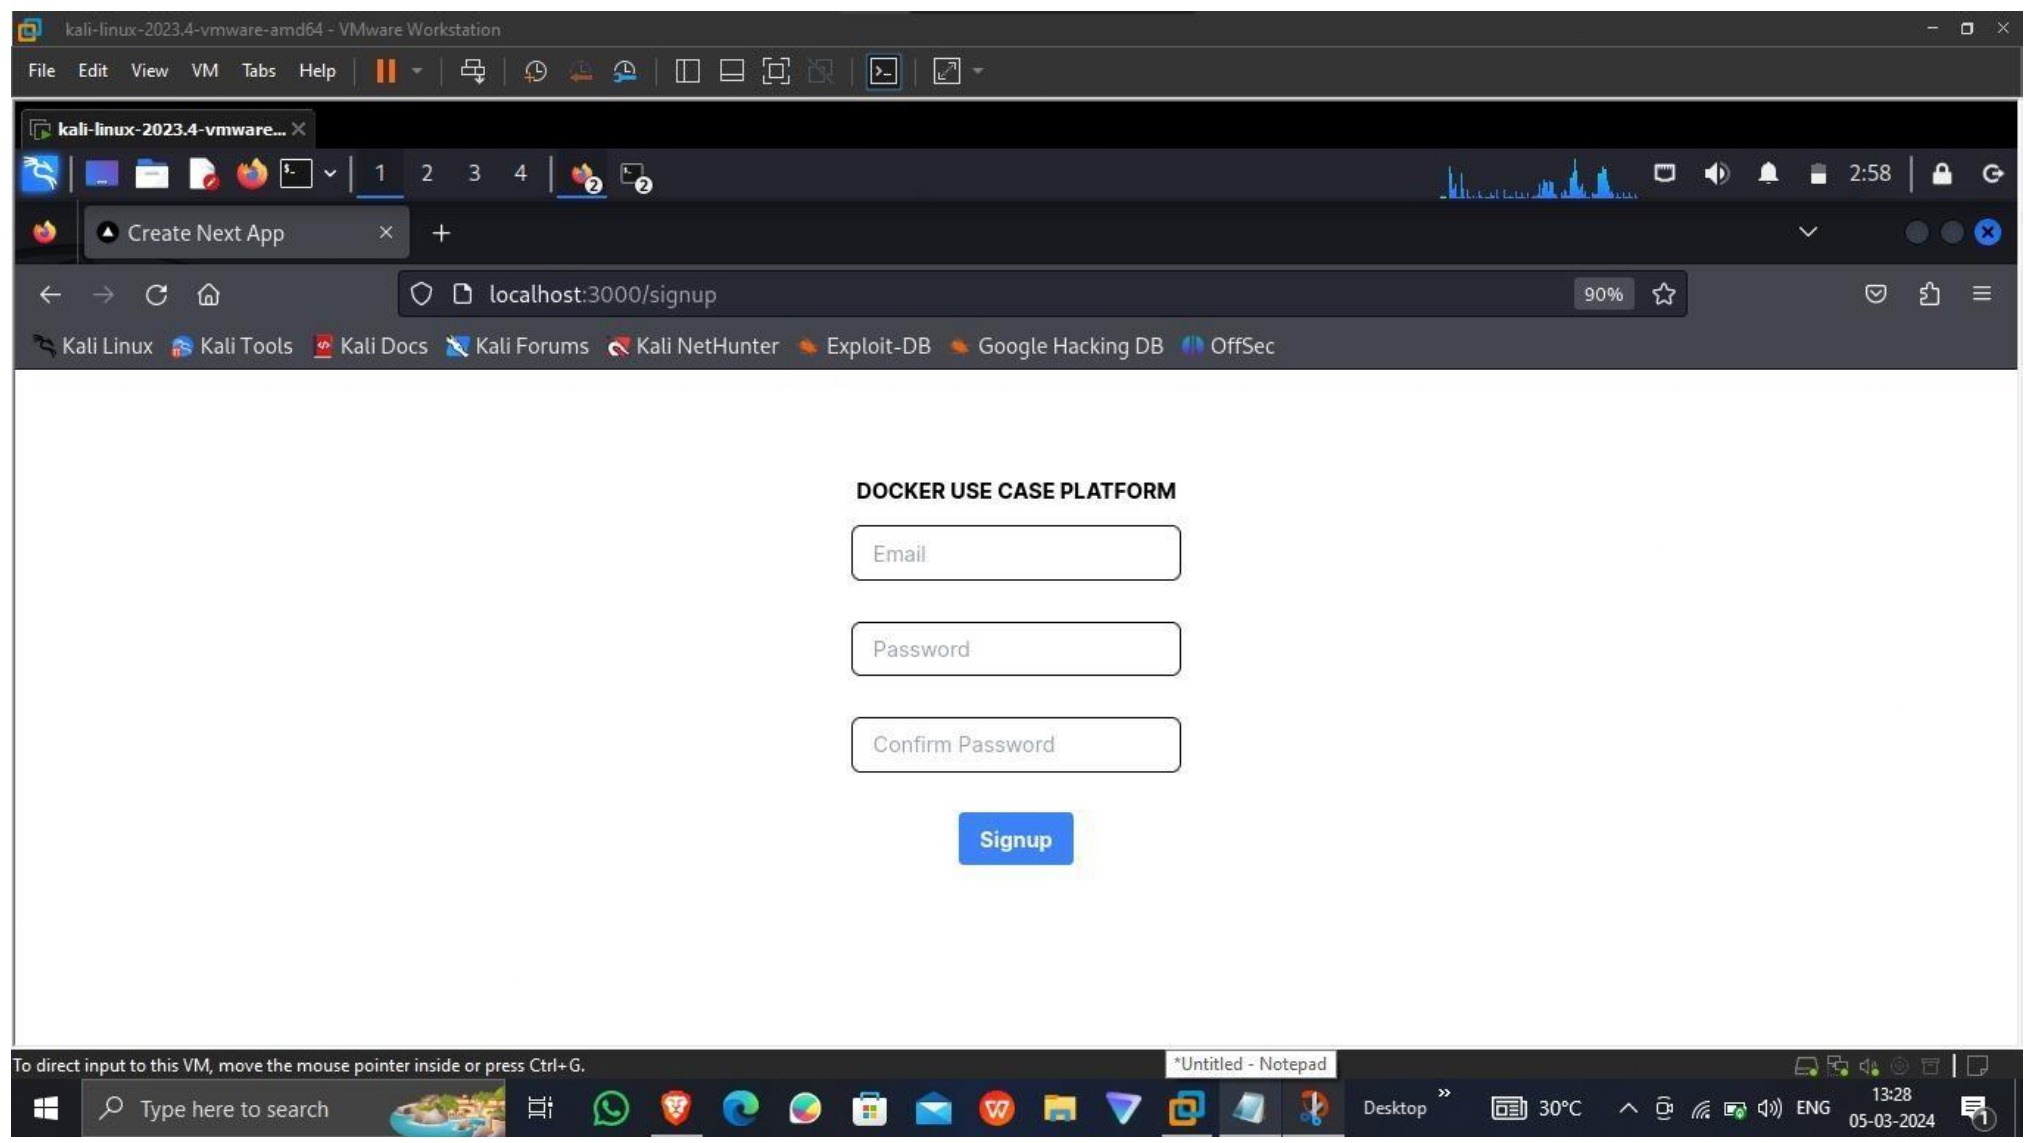 kali-linux-2023.4-vmware-amd64 - VMware Workstation
File Edit View VM Tabs Help
kali-linux-2023.4-vmware...
1 2 3 4 2 2 2:58
Create Next App
localhost:3000/signup 90%
Kali Linux Kali Tools Kali Docs Kali Forums Kali NetHunter Exploit-DB Google Hacking DB OffSec
DOCKER USE CASE PLATFORM
Email
Password
Confirm Password
Signup
To direct input to this VM, move the mouse pointer inside or press Ctrl+G.
*Untitled - Notepad
Type here to search Desktop » 30°C ENG 13:28
05-03-2024 1